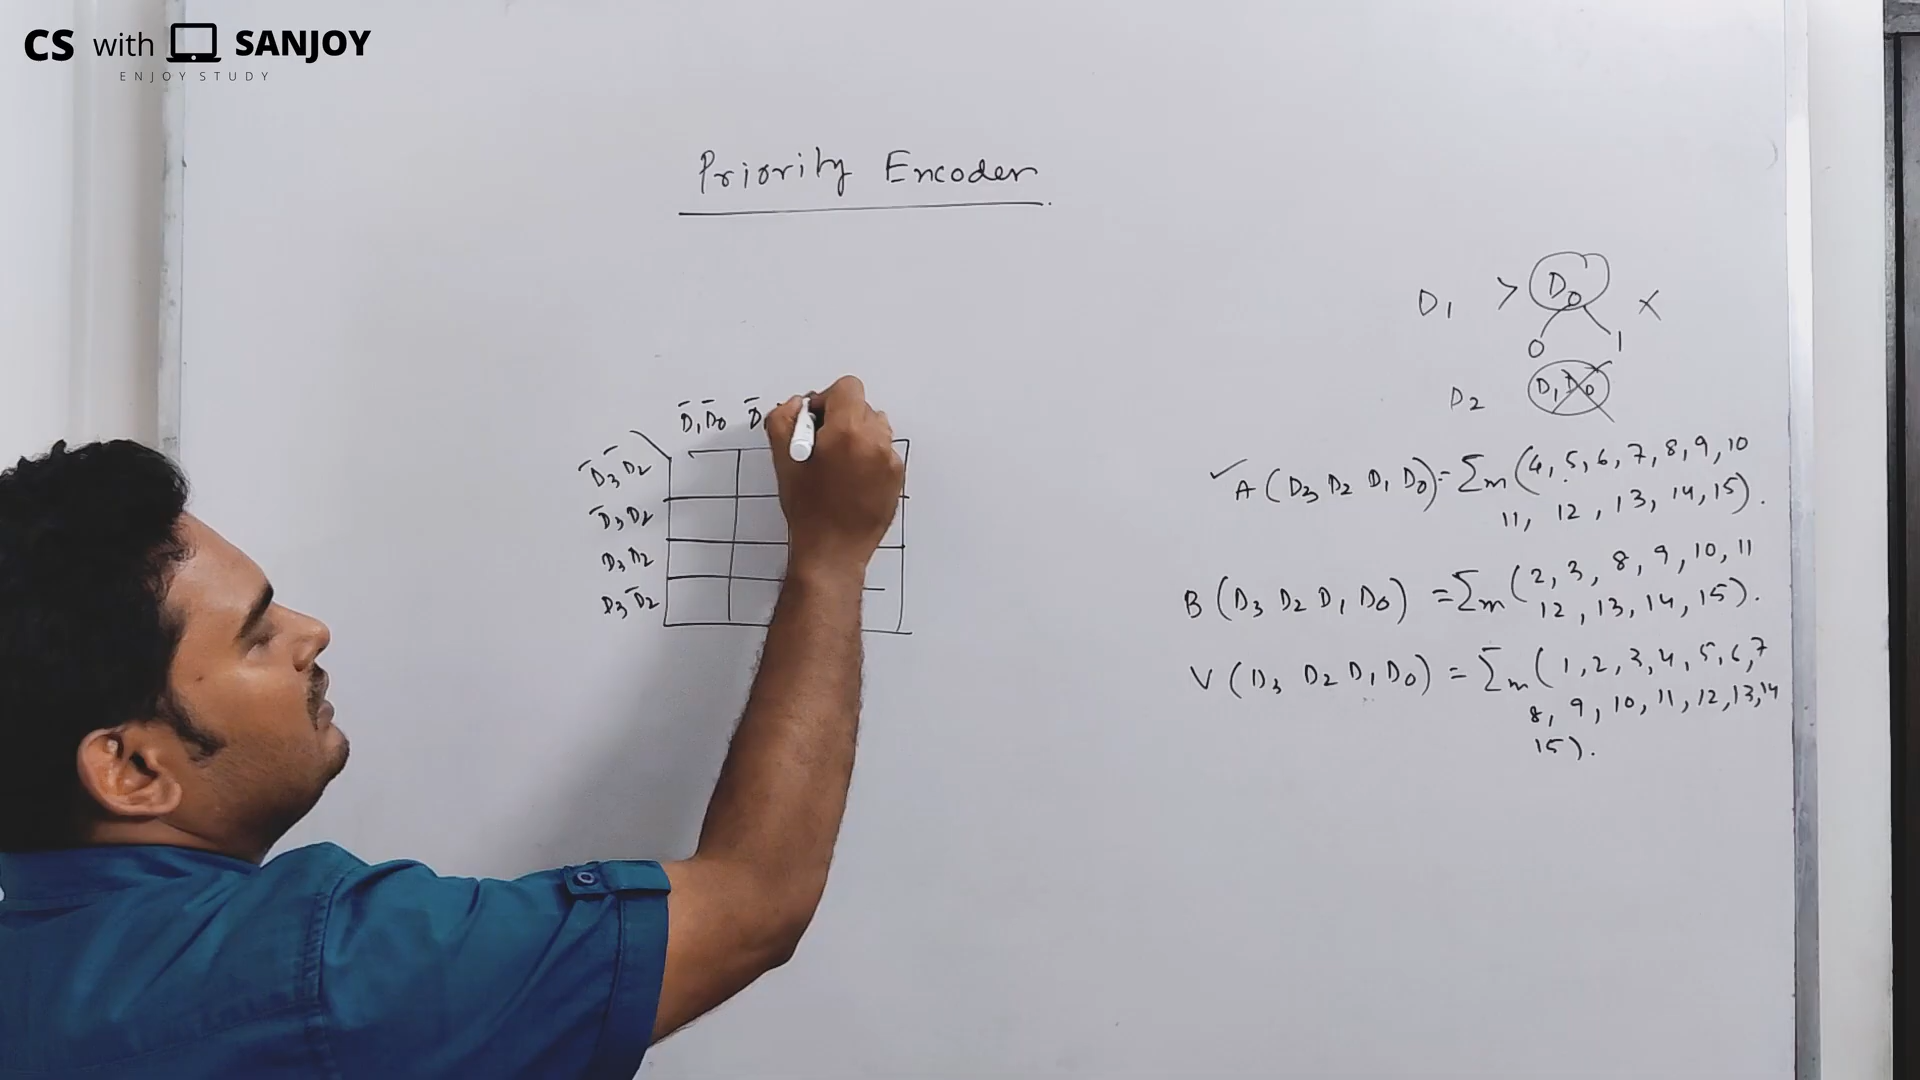 CS with SANJOY
ENJOY STUDY
Priority Encoder
D₁ > D₀ X
0 1
D₂ D₁D₀
D̄₁D̄₀ D̄
D̄₃D̄₂
D̄₃D₂
D₃D₂
D₃D̄₂
✓A (D₃ D₂ D₁ D₀) = Σm (4, 5, 6, 7, 8, 9, 10
11, 12, 13, 14, 15).
B (D₃ D₂ D₁ D₀) = Σm (2, 3, 8, 9, 10, 11
12, 13, 14, 15).
V (D₃ D₂ D₁ D₀) = Σm (1, 2, 3, 4, 5, 6, 7
8, 9, 10, 11, 12, 13, 14
15).